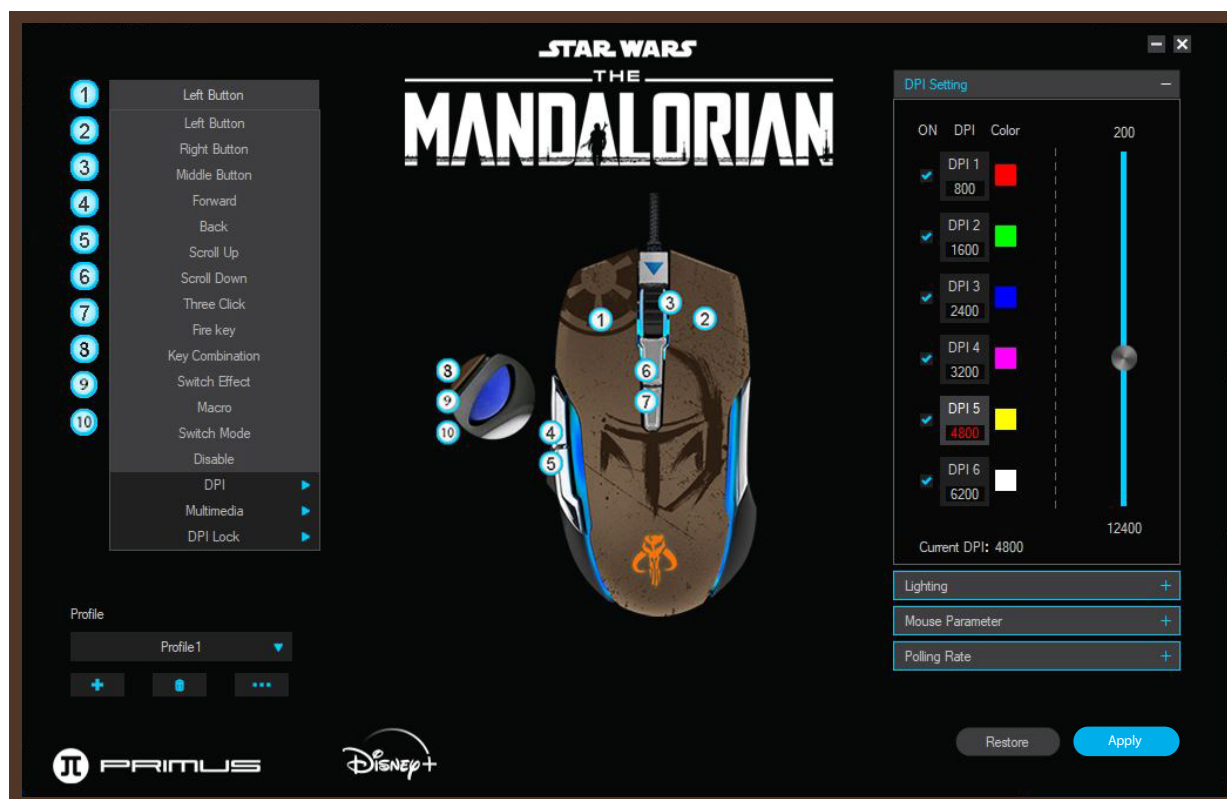 STAR WARS
THE
MANDALORIAN
1
2
3
4
5
6
7
8
9
10
Left Button
Left Button
Right Button
Middle Button
Forward
Back
Scroll Up
Scroll Down
Three Click
Fire key
Key Combination
Switch Effect
Macro
Switch Mode
Disable
DPI
Multimedia
DPI Lock
Profile
Profile1
1
2
3
6
7
8
9
10
4
5
DPI Setting
ON DPI Color
200
DPI 1
800
DPI 2
1600
DPI 3
2400
DPI 4
3200
DPI 5
4800
DPI 6
6200
12400
Current DPI: 4800
Lighting
Mouse Parameter
Polling Rate
PRIMUS
Disney+
Restore
Apply